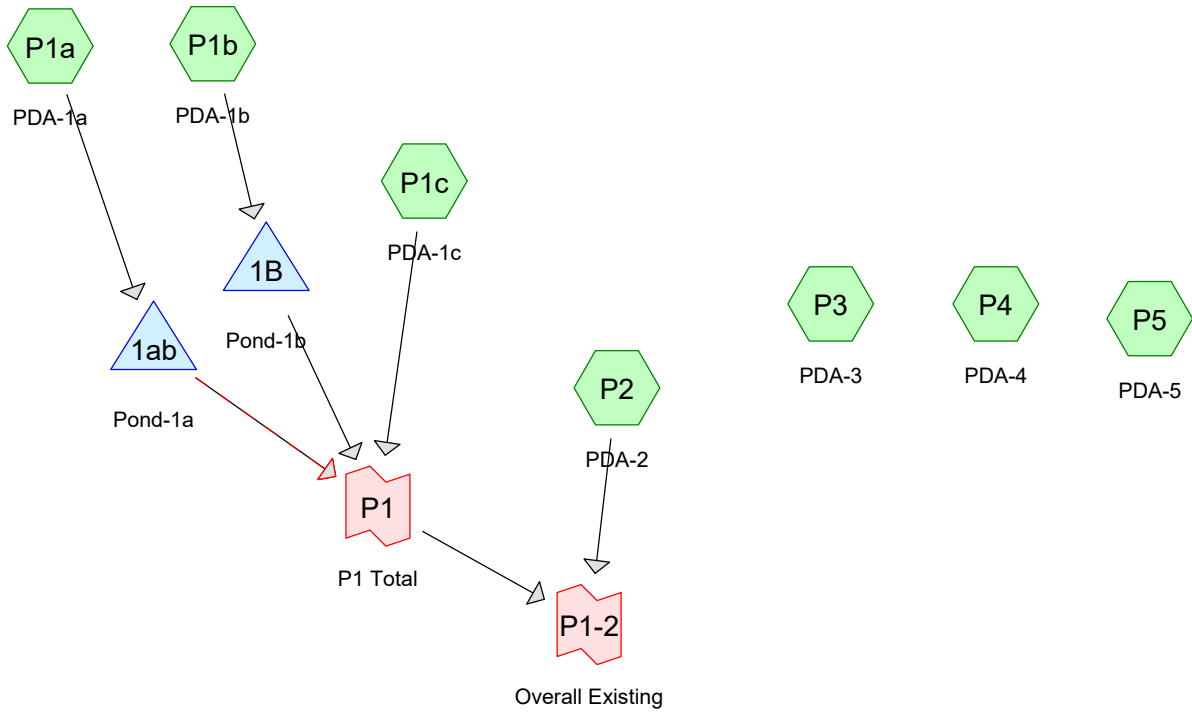 P1a
PDA-1a
P1b
PDA-1b
P1c
PDA-1c
1B
Pond-1b
1ab
Pond-1a
P3
PDA-3
P4
PDA-4
P5
PDA-5
P2
PDA-2
P1
P1 Total
P1-2
Overall Existing